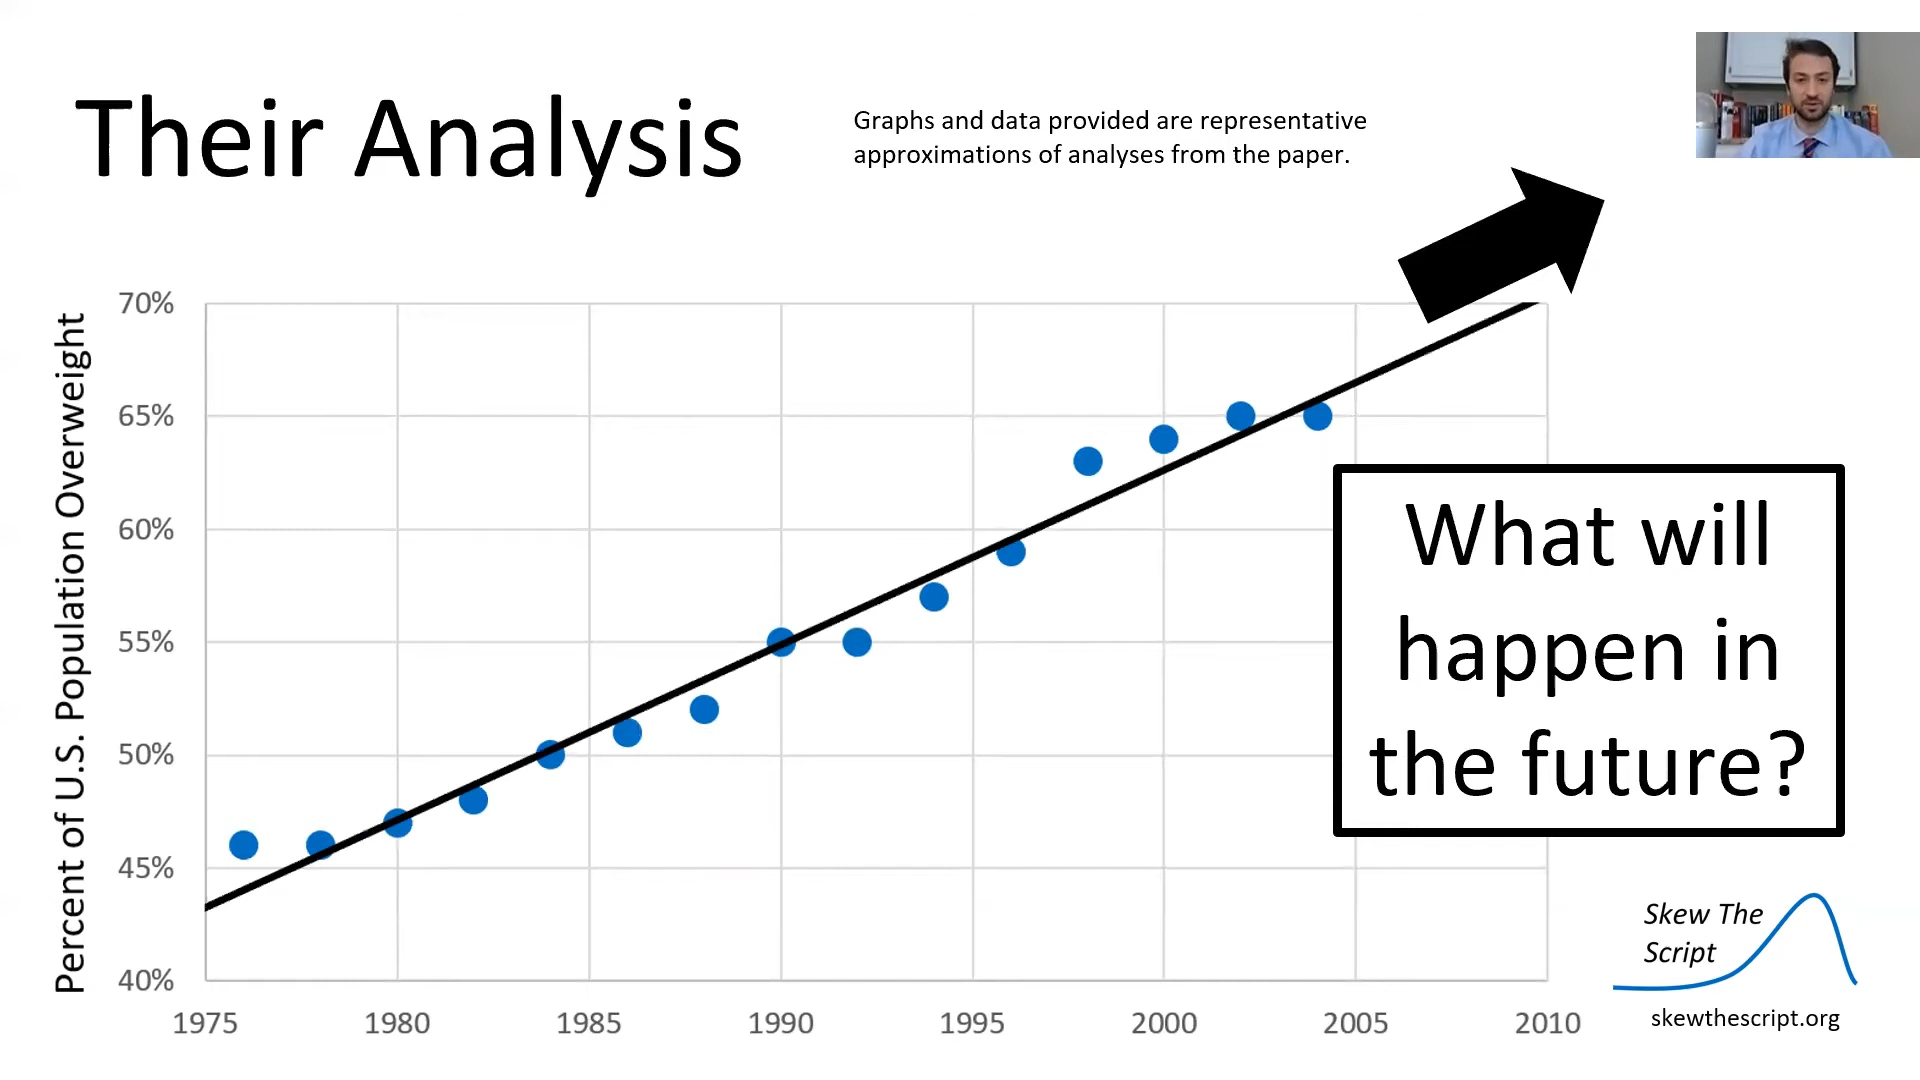 Their Analysis
Graphs and data provided are representative
approximations of analyses from the paper.
Percent of U.S. Population Overweight
70%
65%
60%
55%
50%
45%
40%
1975
1980
1985
1990
1995
2000
2005
2010
What will
happen in
the future?
Skew The
Script
skewthescript.org